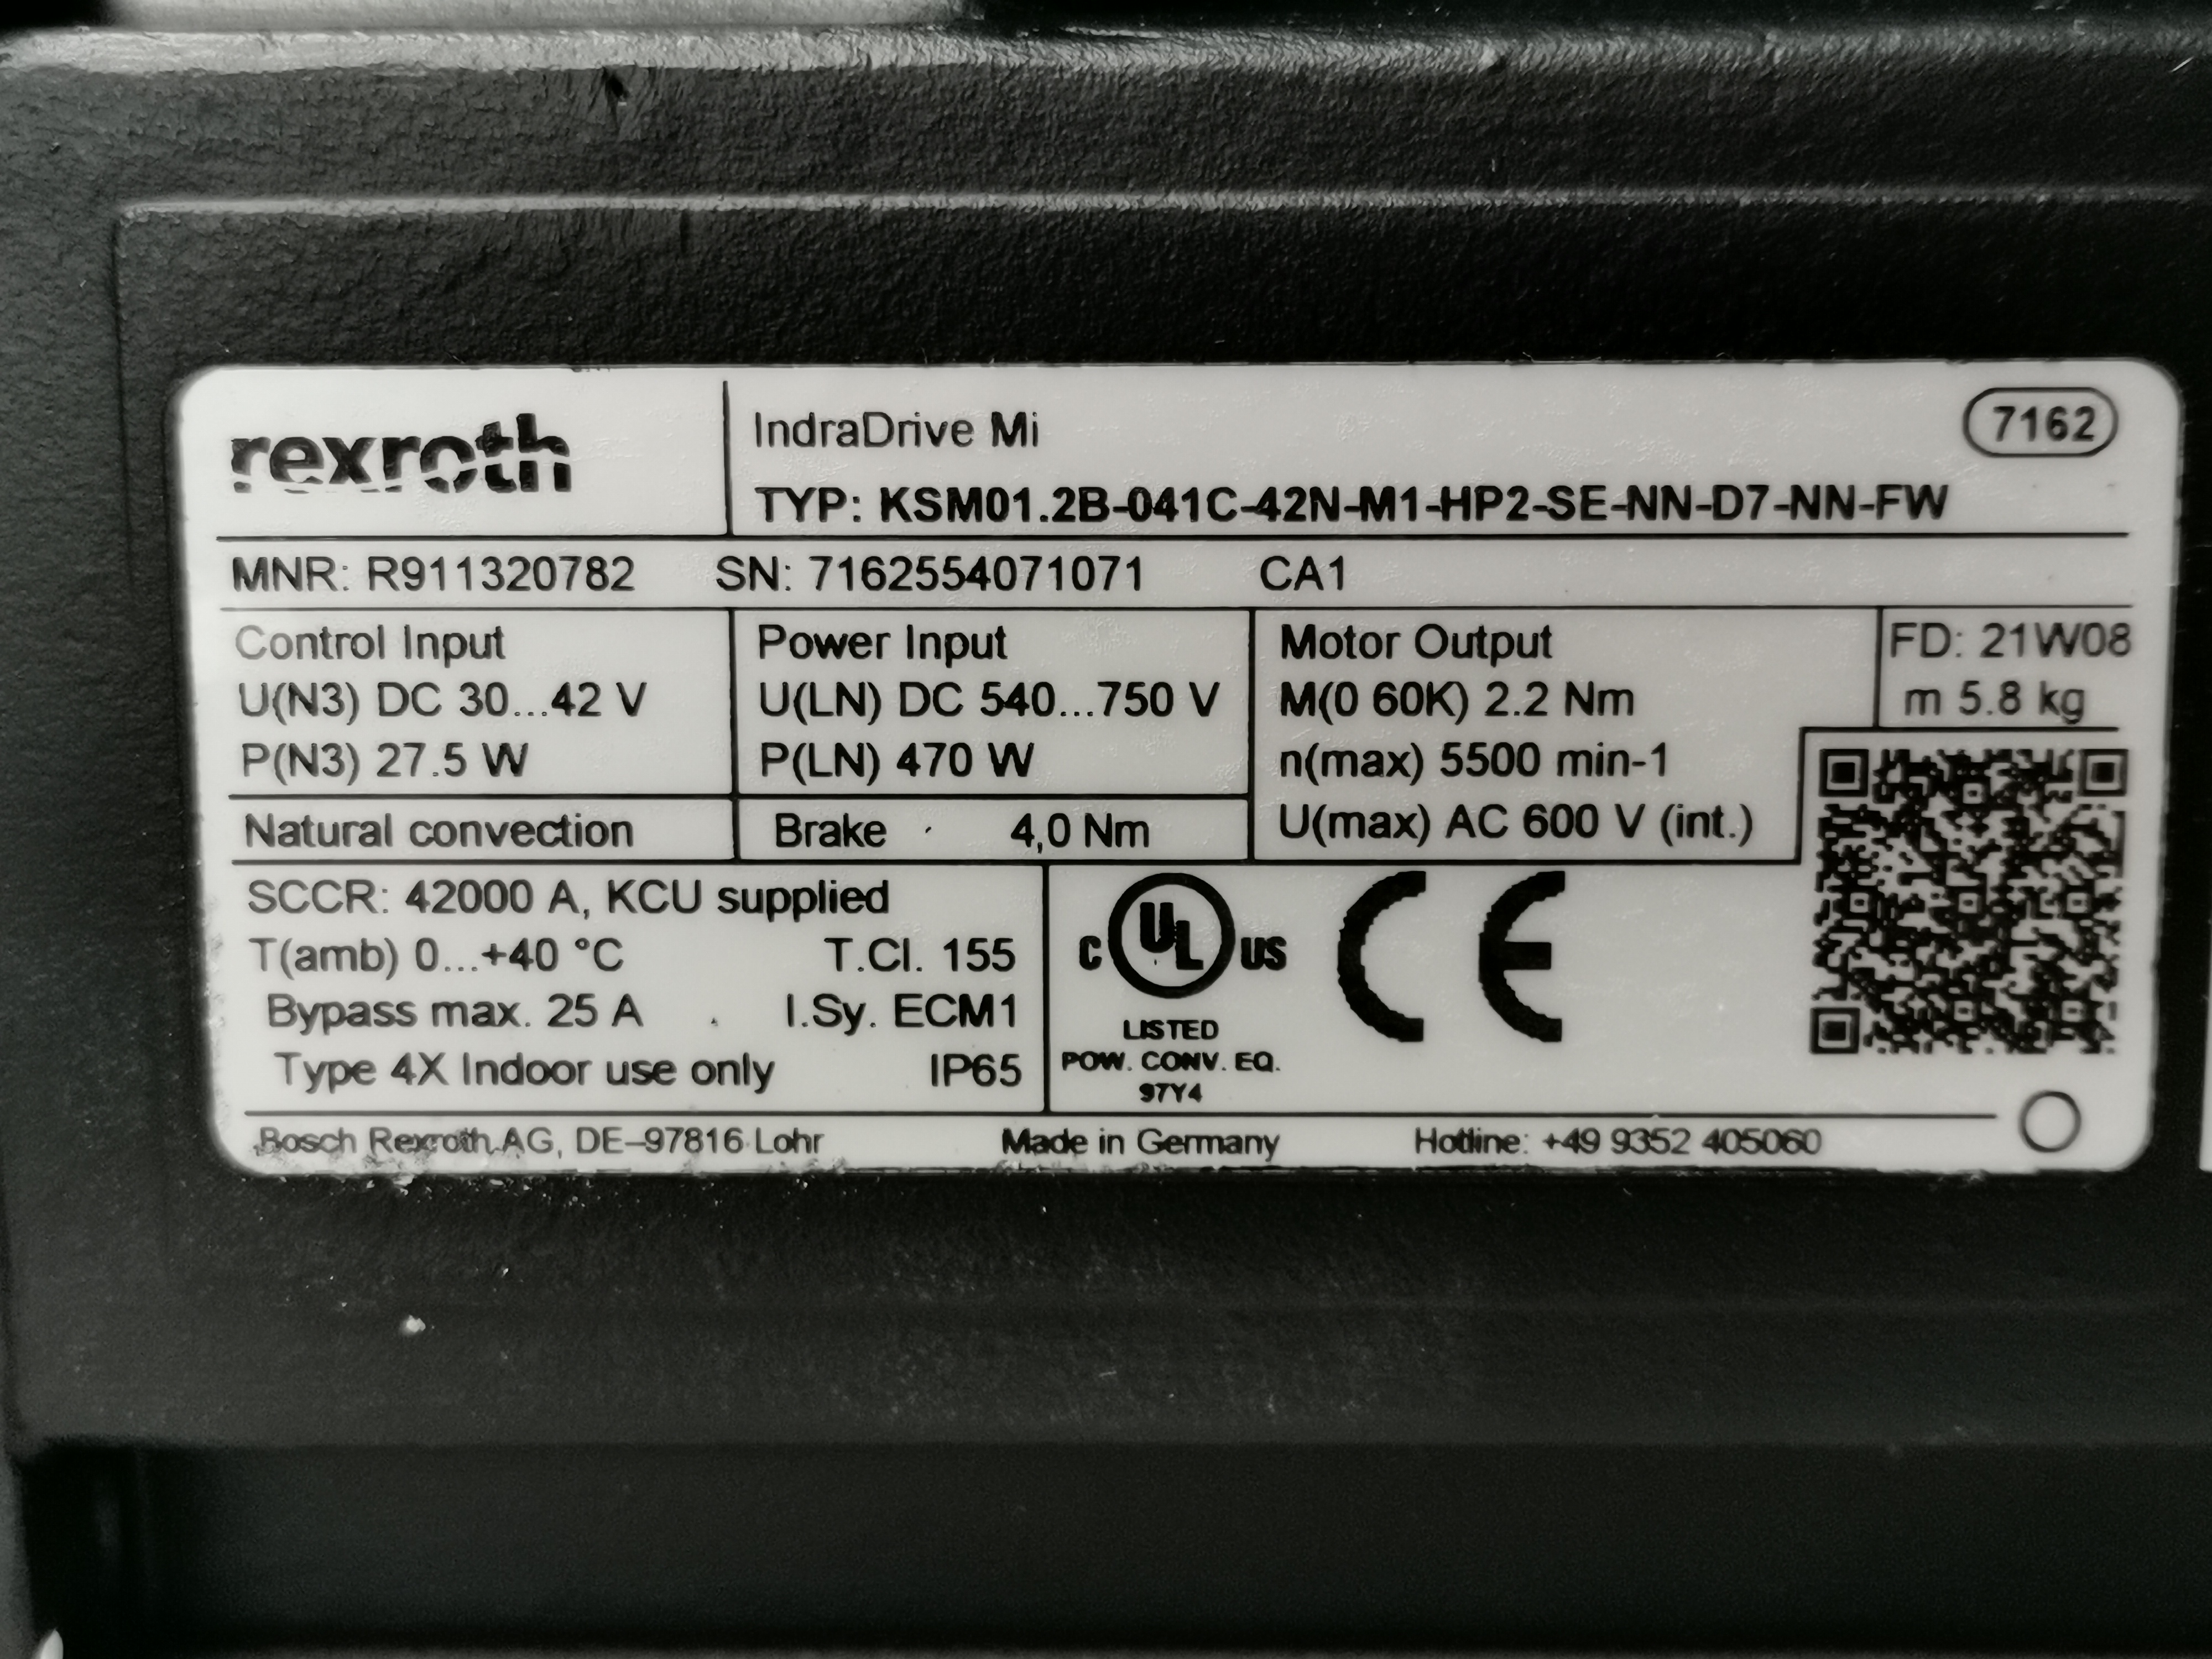 rexroth
IndraDrive Mi
7162
TYP: KSM01.2B-041C-42N-M1-HP2-SE-NN-D7-NN-FW
MNR: R911320782 SN: 7162554071071 CA1
Control Input
U(N3) DC 30...42 V
P(N3) 27.5 W
Power Input
U(LN) DC 540...750 V
P(LN) 470 W
Motor Output
M(0 60K) 2.2 Nm
n(max) 5500 min-1
U(max) AC 600 V (int.)
FD: 21W08
m 5.8 kg
Natural convection
Brake 4,0 Nm
SCCR: 42000 A, KCU supplied
T(amb) 0...+40 °C T.Cl. 155
Bypass max. 25 A I.Sy. ECM1
Type 4X Indoor use only IP65
C UL US
LISTED
POW. CONV. EQ.
97Y4
CE
Bosch Rexroth AG, DE-97816 Lohr Made in Germany Hotline: +49 9352 405060